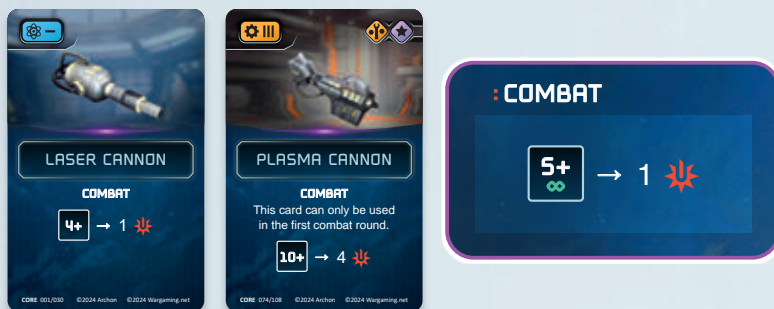 LASER CANNON
COMBAT
4+ → 1
CORE 001/030 ©2024 Archon ©2024 Wargaming.net
III
PLASMA CANNON
COMBAT
This card can only be used
in the first combat round.
10+ → 4
CORE 074/108 ©2024 Archon ©2024 Wargaming.net
: COMBAT
5+
∞ → 1